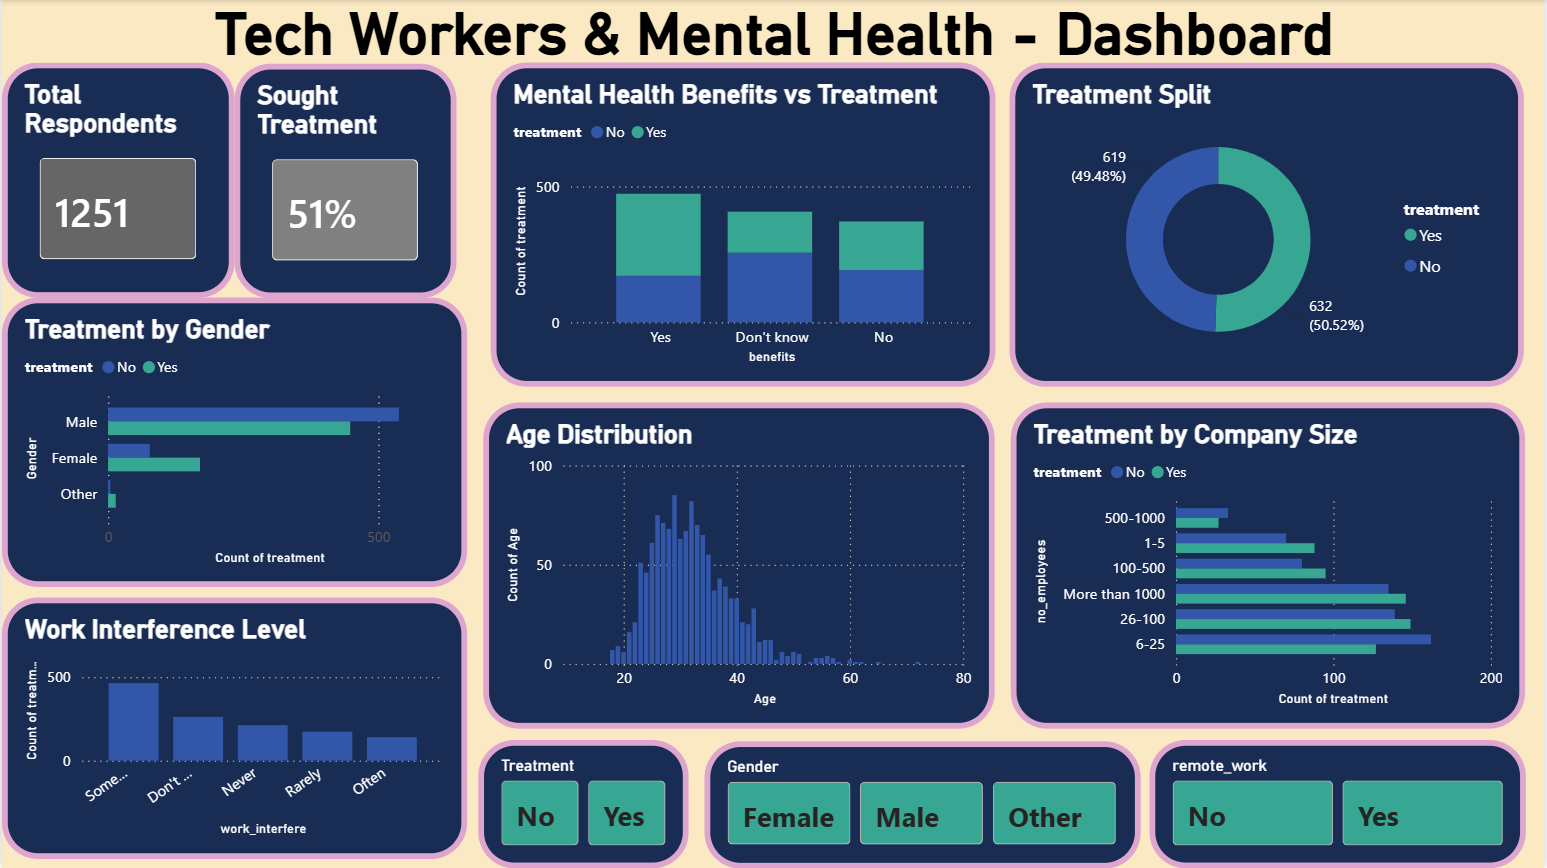 Tech Workers & Mental Health - Dashboard
Total
Respondents
1251
Sought
Treatment
51%
Mental Health Benefits vs Treatment
treatment No Yes
Count of treatment
500
0
Yes Don't know No
benefits
Treatment Split
619
(49.48%)
632
(50.52%)
treatment
Yes
No
Treatment by Gender
treatment No Yes
Gender
Male
Female
Other
0 500
Count of treatment
Age Distribution
Count of Age
100
50
0
20 40 60 80
Age
Treatment by Company Size
treatment No Yes
no_employees
500-1000
1-5
100-500
More than 1000
26-100
6-25
0 100 200
Count of treatment
Work Interference Level
Count of treatm...
500
0
Some... Don't ... Never Rarely Often
work_interfere
Treatment
No Yes
Gender
Female Male Other
remote_work
No Yes